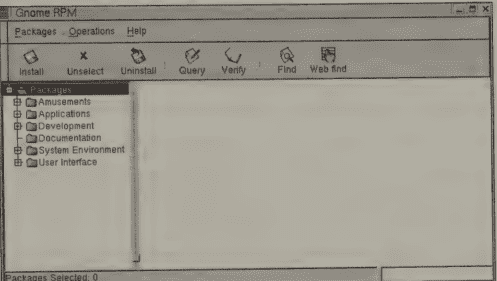 Gnome RPM
Packages Operations Help
Install Unselect Uninstall Query Verify Find Web find
Packages
Amusements
Applications
Development
Documentation
System Environment
User Interface
Packages Selected: 0